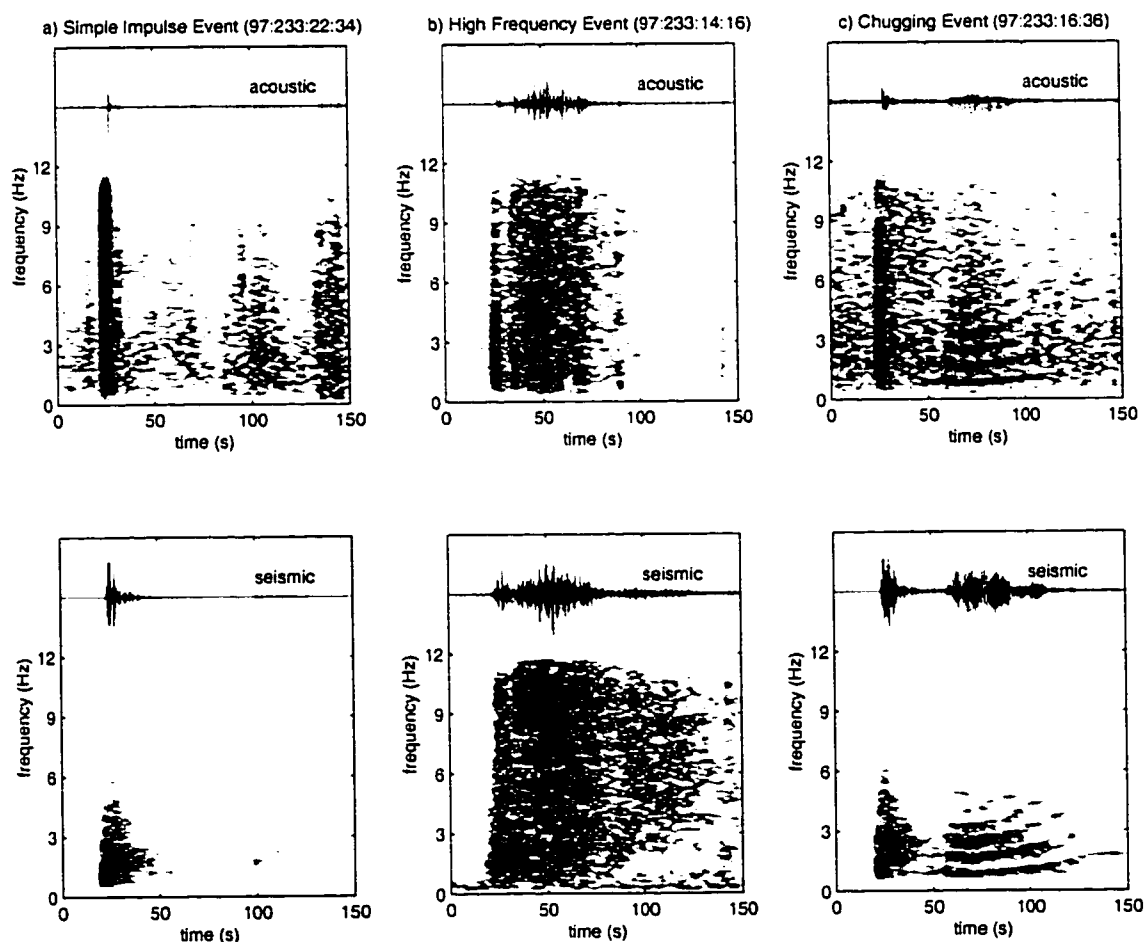 a) Simple Impulse Event (97:233:22:34)
acoustic
12
9
6
3
0
frequency (Hz)
0 50 100 150
time (s)
b) High Frequency Event (97:233:14:16)
acoustic
12
9
6
3
0
frequency (Hz)
0 50 100 150
time (s)
c) Chugging Event (97:233:16:36)
acoustic
12
9
6
3
0
frequency (Hz)
0 50 100 150
time (s)
seismic
12
9
6
3
0
frequency (Hz)
0 50 100 150
time (s)
seismic
12
9
6
3
0
frequency (Hz)
0 50 100 150
time (s)
seismic
12
9
6
3
0
frequency (Hz)
0 50 100 150
time (s)